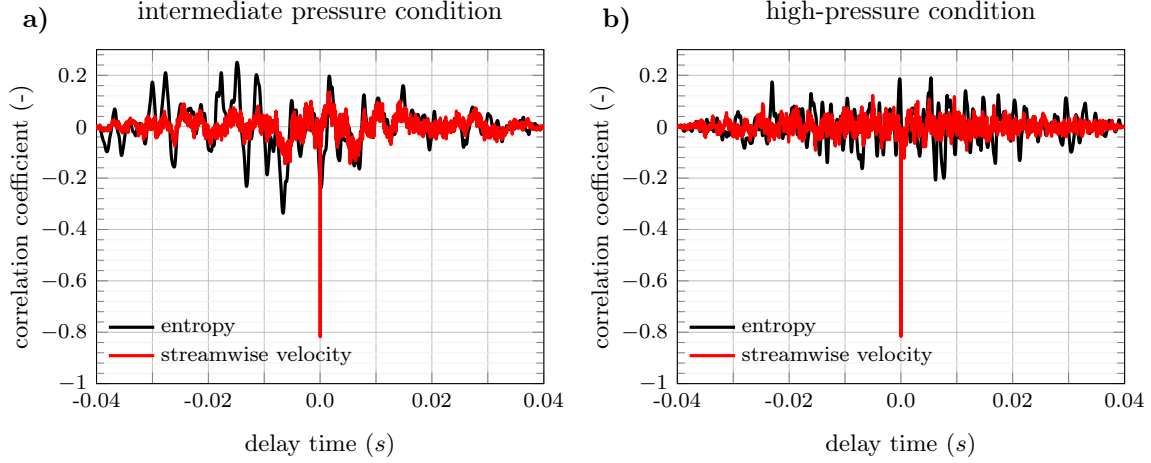 a) intermediate pressure condition
correlation coefficient (-)
0.2
0
−0.2
−0.4
−0.6
−0.8
−1
entropy
streamwise velocity
-0.04 -0.02 0.0 0.02 0.04
delay time (s)
b) high-pressure condition
correlation coefficient (-)
0.2
0
−0.2
−0.4
−0.6
−0.8
−1
entropy
streamwise velocity
-0.04 -0.02 0.0 0.02 0.04
delay time (s)